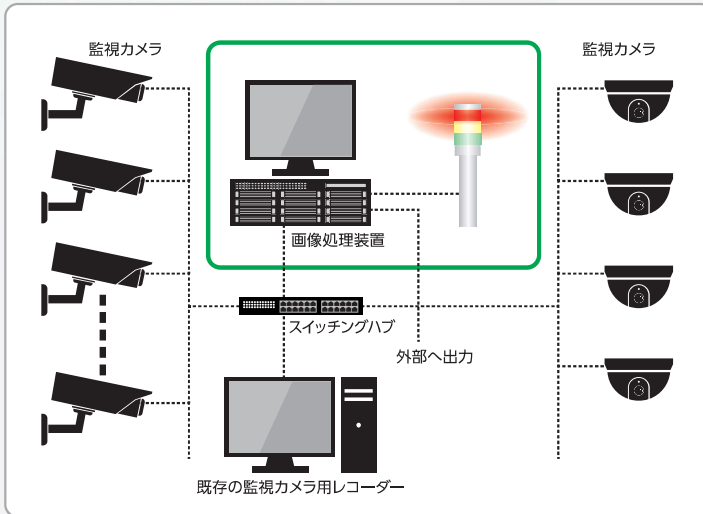 監視カメラ
監視カメラ
画像処理装置
スイッチングハブ
外部へ出力
既存の監視カメラ用レコーダー